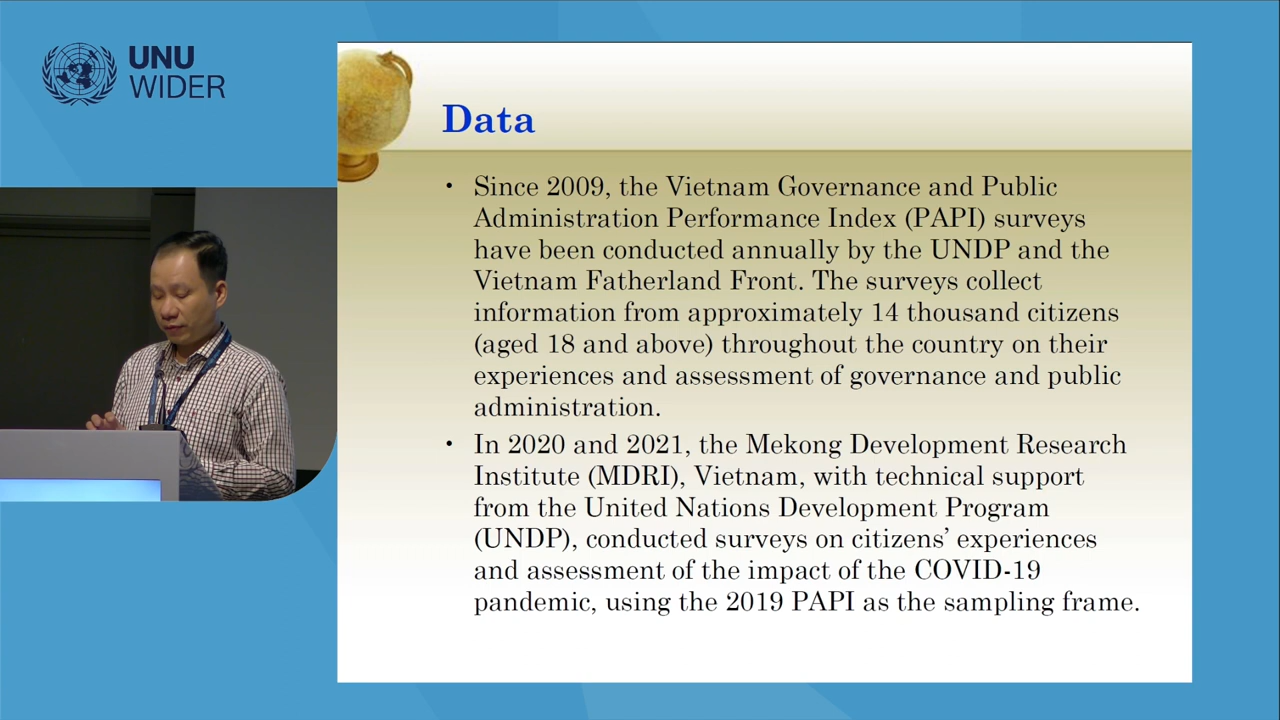 UNU
WIDER
Data
• Since 2009, the Vietnam Governance and Public
Administration Performance Index (PAPI) surveys
have been conducted annually by the UNDP and the
Vietnam Fatherland Front. The surveys collect
information from approximately 14 thousand citizens
(aged 18 and above) throughout the country on their
experiences and assessment of governance and public
administration.
• In 2020 and 2021, the Mekong Development Research
Institute (MDRI), Vietnam, with technical support
from the United Nations Development Program
(UNDP), conducted surveys on citizens’ experiences
and assessment of the impact of the COVID-19
pandemic, using the 2019 PAPI as the sampling frame.